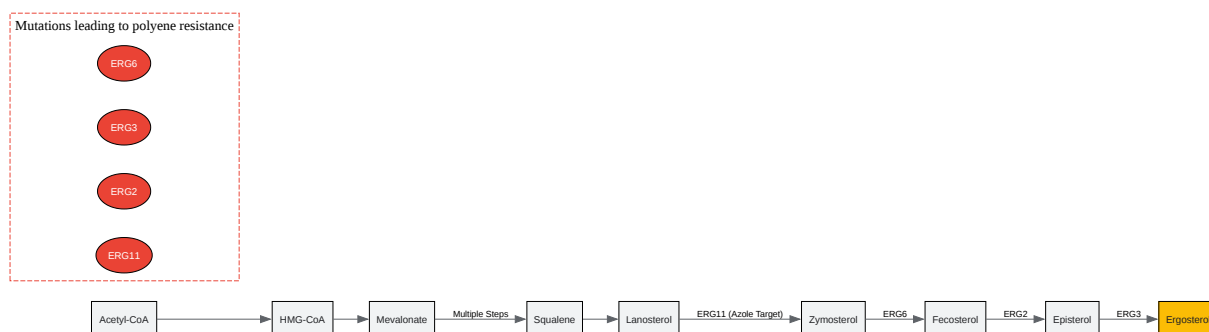 Mutations leading to polyene resistance
ERG6
ERG3
ERG2
ERG11
Acetyl-CoA
HMG-CoA
Mevalonate
Multiple Steps
Squalene
Lanosterol
ERG11 (Azole Target)
Zymosterol
ERG6
Fecosterol
ERG2
Episterol
ERG3
Ergosterol